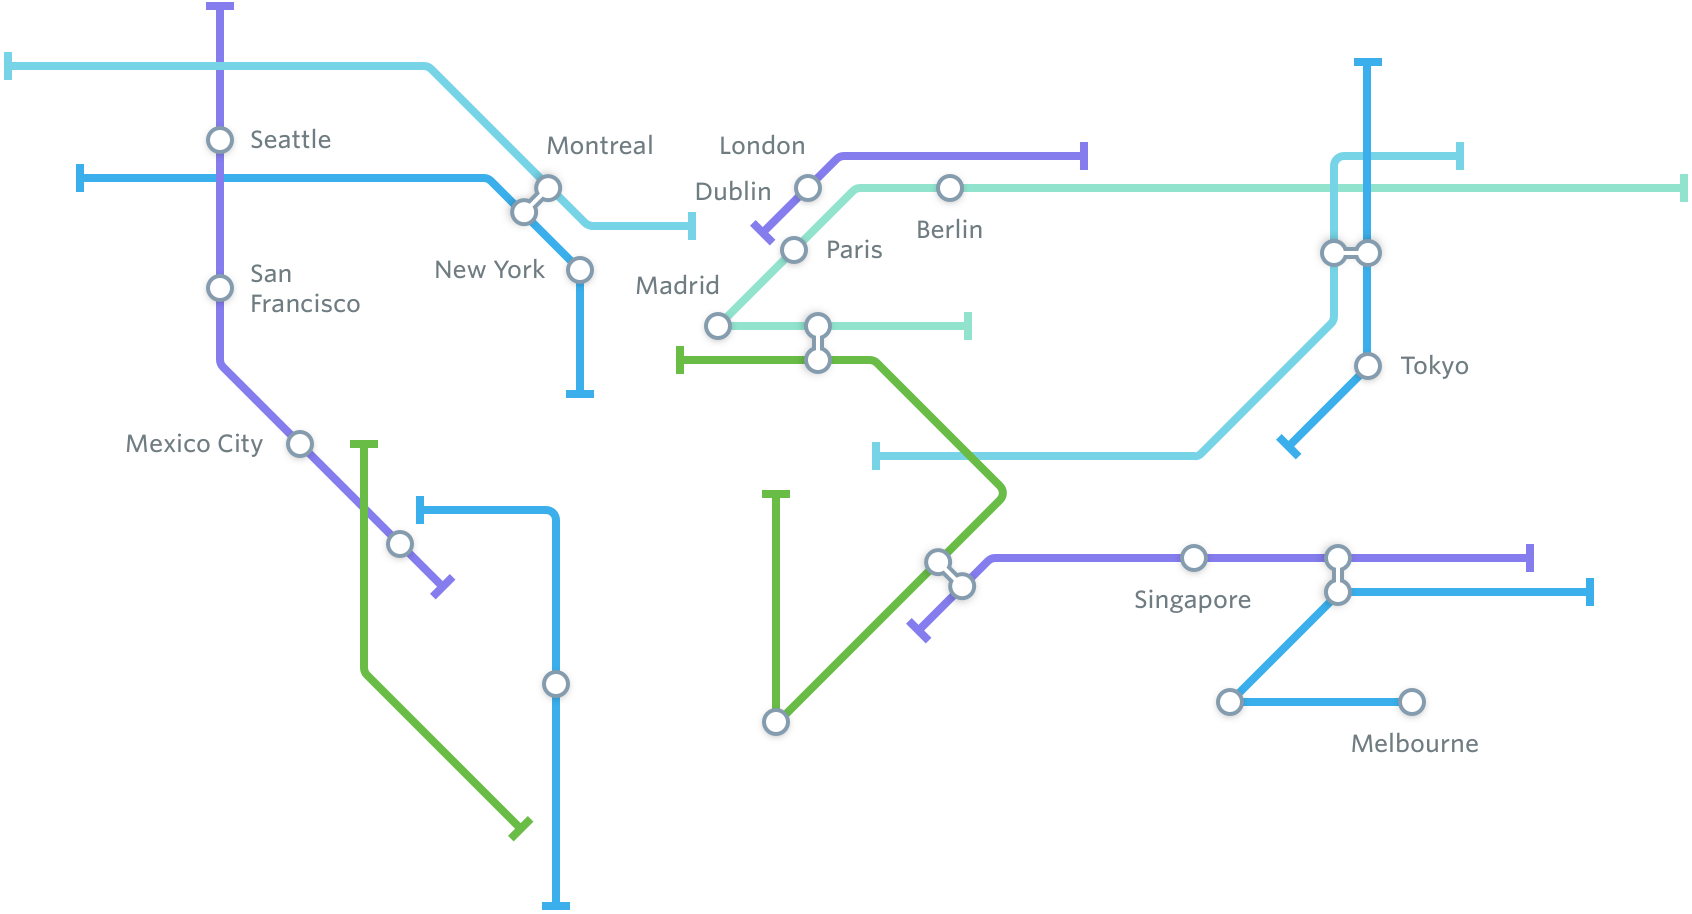 Seattle
Montreal
London
Dublin
Berlin
Paris
New York
San
Francisco
Madrid
Tokyo
Mexico City
Singapore
Melbourne